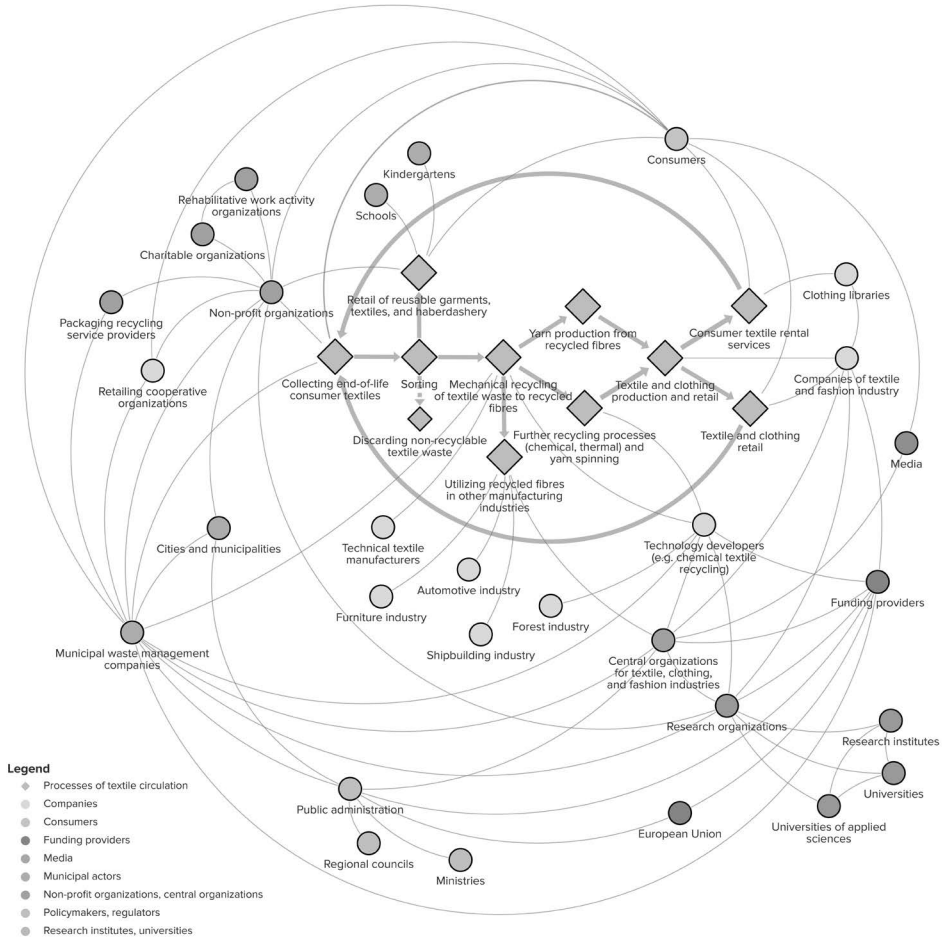 Consumers
Kindergartens
Rehabilitative work activity
organizations
Schools
Charitable organizations
Clothing libraries
Retail of reusable garments,
textiles, and haberdashery
Non-profit organizations
Packaging recycling
service providers
Yarn production from
recycled fibres
Consumer textile rental
services
Collecting end-of-life
consumer textiles
Sorting
Mechanical recycling
of textile waste to recycled
fibres
Textile and clothing
production and retail
Companies of textile
and fashion industry
Retailing cooperative
organizations
Discarding non-recyclable
textile waste
Further recycling processes
(chemical, thermal) and
yarn spinning
Textile and clothing
retail
Media
Utilizing recycled fibres
in other manufacturing
industries
Cities and municipalities
Technical textile
manufacturers
Technology developers
(e.g. chemical textile
recycling)
Automotive industry
Funding providers
Furniture industry
Forest industry
Shipbuilding industry
Municipal waste management
companies
Central organizations
for textile, clothing,
and fashion industries
Research organizations
Research institutes
Universities
Public administration
European Union
Universities of applied
sciences
Regional councils
Ministries
Legend
Processes of textile circulation
Companies
Consumers
Funding providers
Media
Municipal actors
Non-profit organizations, central organizations
Policymakers, regulators
Research institutes, universities